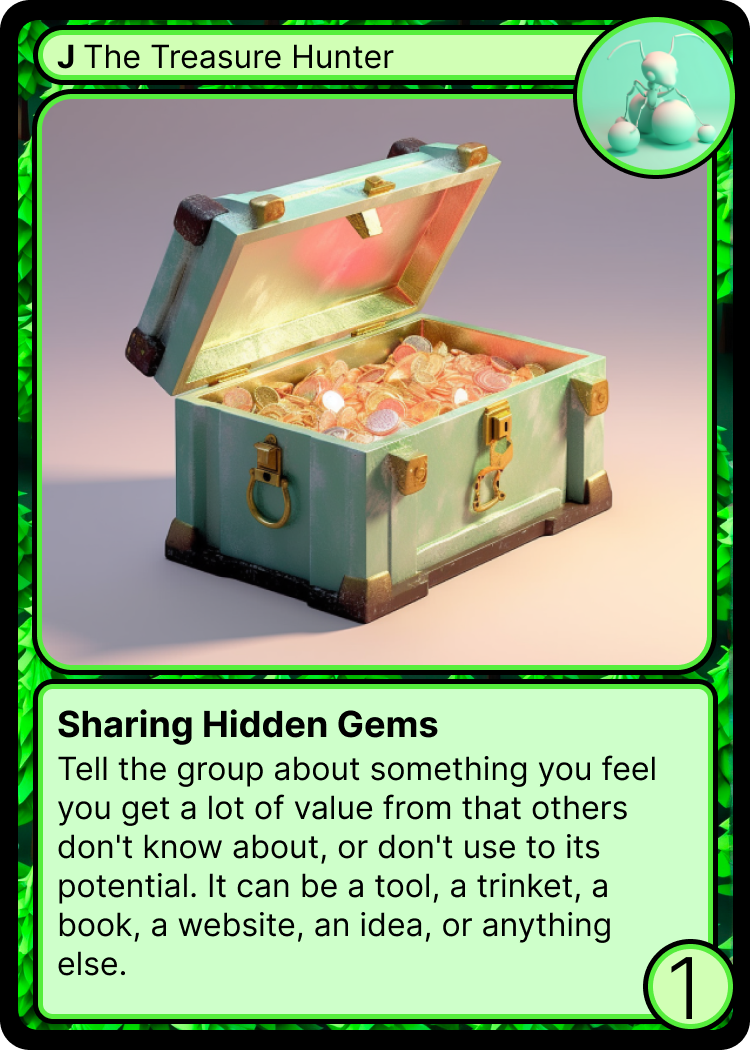 J The Treasure Hunter
Sharing Hidden Gems
Tell the group about something you feel
you get a lot of value from that others
don't know about, or don't use to its
potential. It can be a tool, a trinket, a
book, a website, an idea, or anything
else.
1